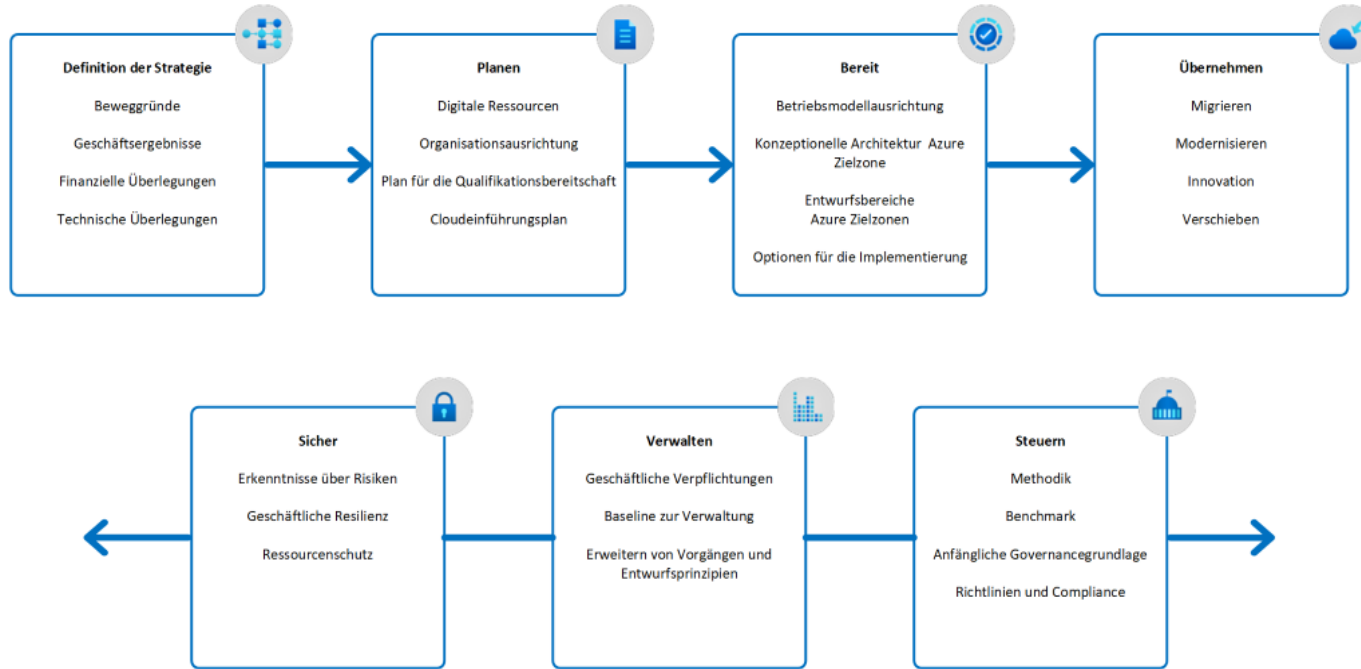 Definition der Strategie
Beweggründe
Geschäftsergebnisse
Finanzielle Überlegungen
Technische Überlegungen
Planen
Digitale Ressourcen
Organisationsausrichtung
Plan für die Qualifikationsbereitschaft
Cloudeinführungsplan
Bereit
Betriebsmodellausrichtung
Konzeptionelle Architektur Azure
Zielzone
Entwurfsbereiche
Azure Zielzonen
Optionen für die Implementierung
Übernehmen
Migrieren
Modernisieren
Innovation
Verschieben
Sicher
Erkenntnisse über Risiken
Geschäftliche Resilienz
Ressourcenschutz
Verwalten
Geschäftliche Verpflichtungen
Baseline zur Verwaltung
Erweitern von Vorgängen und
Entwurfsprinzipien
Steuern
Methodik
Benchmark
Anfängliche Governancegrundlage
Richtlinien und Compliance